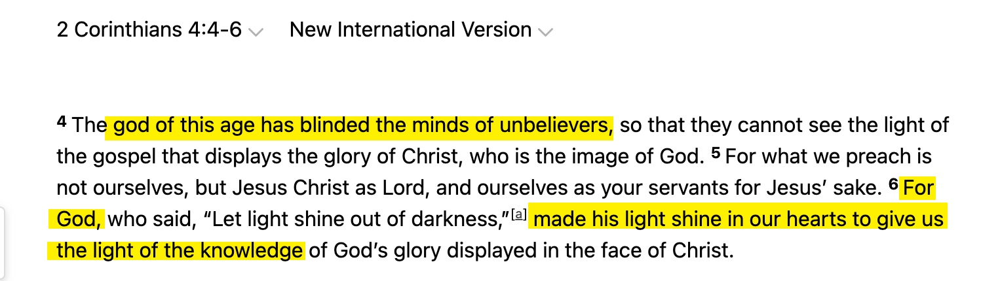 2 Corinthians 4:4-6 New International Version
4 The god of this age has blinded the minds of unbelievers, so that they cannot see the light of
the gospel that displays the glory of Christ, who is the image of God. 5 For what we preach is
not ourselves, but Jesus Christ as Lord, and ourselves as your servants for Jesus’ sake. 6 For
God, who said, “Let light shine out of darkness,”[a] made his light shine in our hearts to give us
the light of the knowledge of God’s glory displayed in the face of Christ.